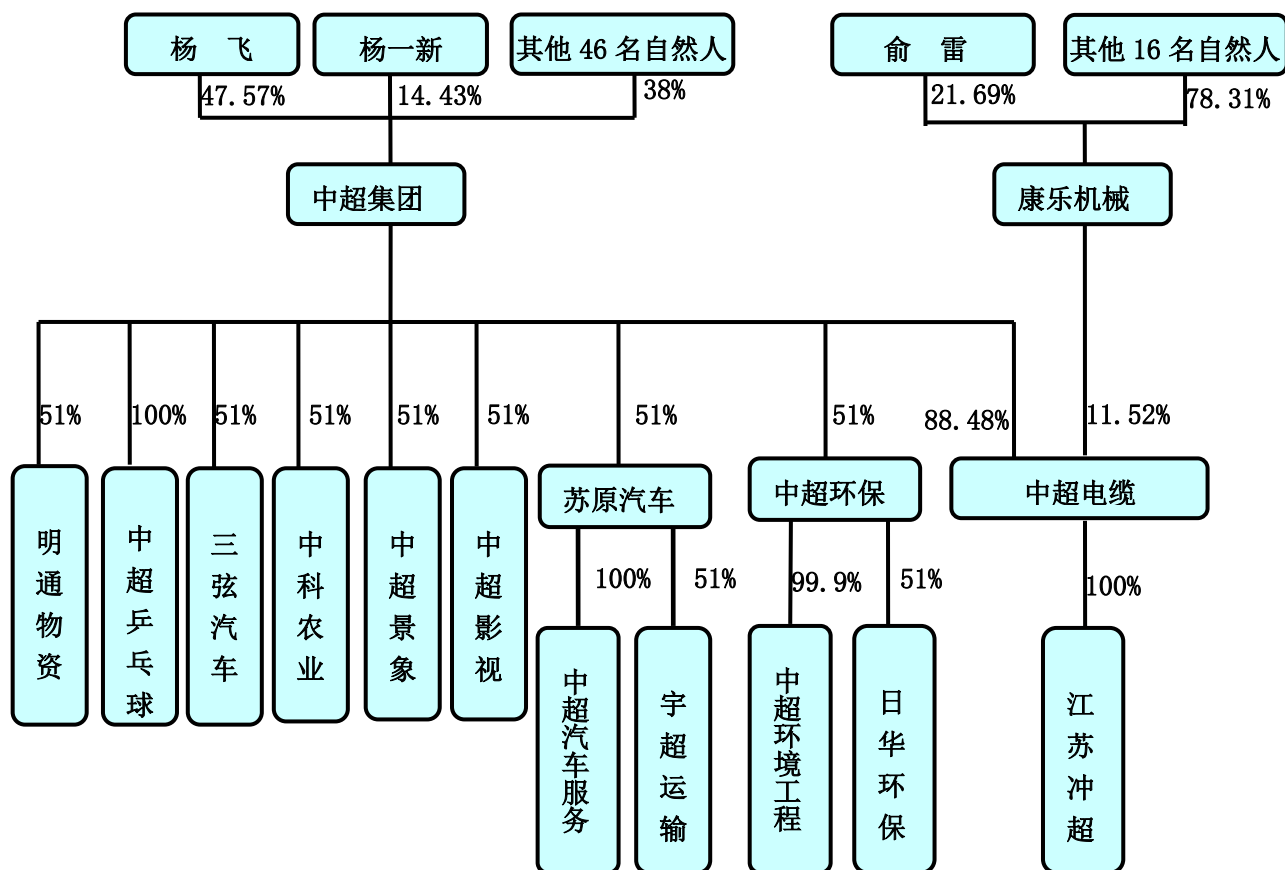 杨 飞
杨一新
其他 46 名自然人
俞 雷
其他 16 名自然人
47.57%
14.43%
38%
21.69%
78.31%
中超集团
康乐机械
51%
100%
51%
51%
51%
51%
51%
51%
88.48%
11.52%
明通物资
中超乒乓球
三弦汽车
中科农业
中超景象
中超影视
苏原汽车
中超环保
中超电缆
100%
51%
99.9%
51%
100%
中超汽车服务
宇超运输
中超环境工程
日华环保
江苏冲超